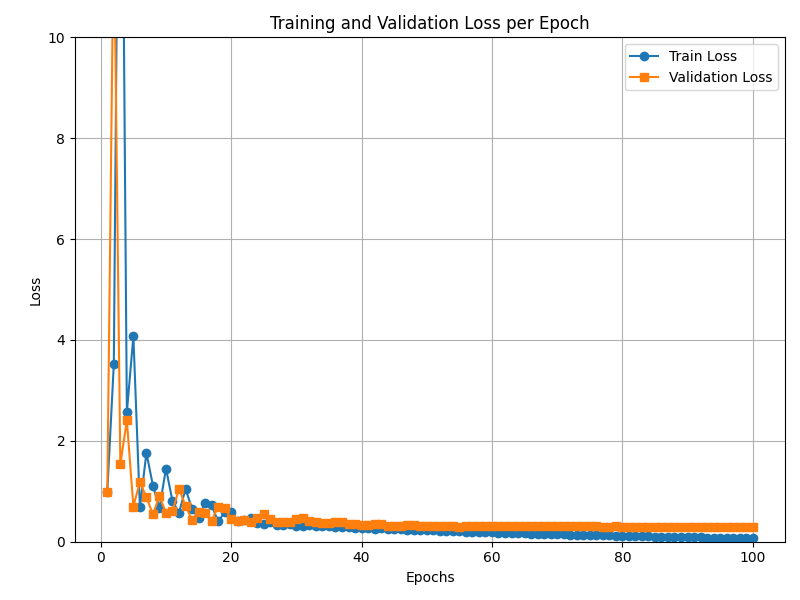 Training and Validation Loss per Epoch
Train Loss
Validation Loss
10
8
6
4
2
0
Loss
0 20 40 60 80 100
Epochs